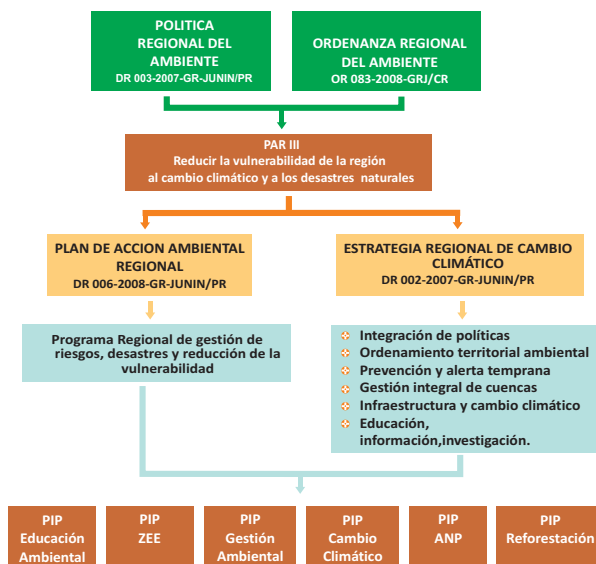 POLITICA
REGIONAL DEL
AMBIENTE
DR 003-2007-GR-JUNIN/PR
ORDENANZA REGIONAL
DEL AMBIENTE
OR 083-2008-GRJ/CR
PAR III
Reducir la vulnerabilidad de la región
al cambio climático y a los desastres naturales
PLAN DE ACCION AMBIENTAL
REGIONAL
DR 006-2008-GR-JUNIN/PR
ESTRATEGIA REGIONAL DE CAMBIO
CLIMÁTICO
DR 002-2007-GR-JUNIN/PR
Programa Regional de gestión de
riesgos, desastres y reducción de la
vulnerabilidad
Integración de políticas
Ordenamiento territorial ambiental
Prevención y alerta temprana
Gestión integral de cuencas
Infraestructura y cambio climático
Educación,
información,investigación.
PIP
Educación
Ambiental
PIP
ZEE
PIP
Gestión
Ambiental
PIP
Cambio
Climático
PIP
ANP
PIP
Reforestación